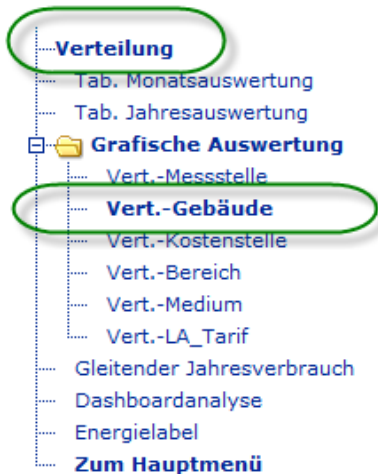 Verteilung
Tab. Monatsauswertung
Tab. Jahresauswertung
Grafische Auswertung
Vert.-Messstelle
Vert.-Gebäude
Vert.-Kostenstelle
Vert.-Bereich
Vert.-Medium
Vert.-LA_Tarif
Gleitender Jahresverbrauch
Dashboardanalyse
Energielabel
Zum Hauptmenü